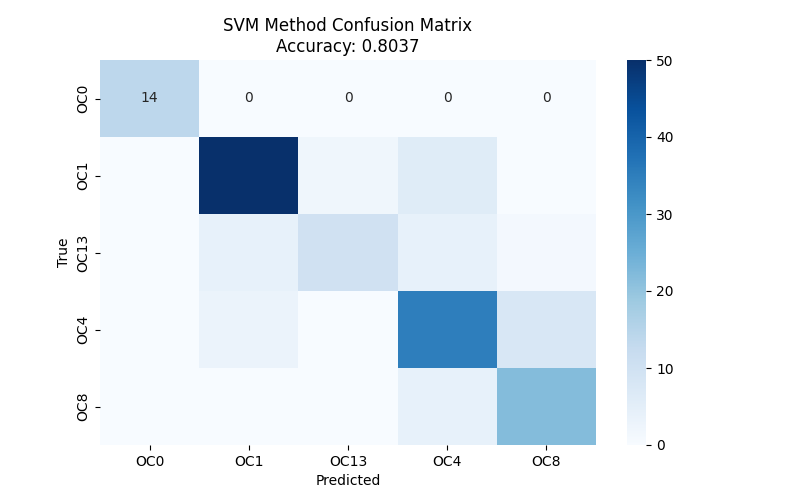 SVM Method Confusion Matrix
Accuracy: 0.8037
OC0 14 0 0 0 0
OC1
OC13
OC4
OC8
True
OC0 OC1 OC13 OC4 OC8
Predicted
50
40
30
20
10
0